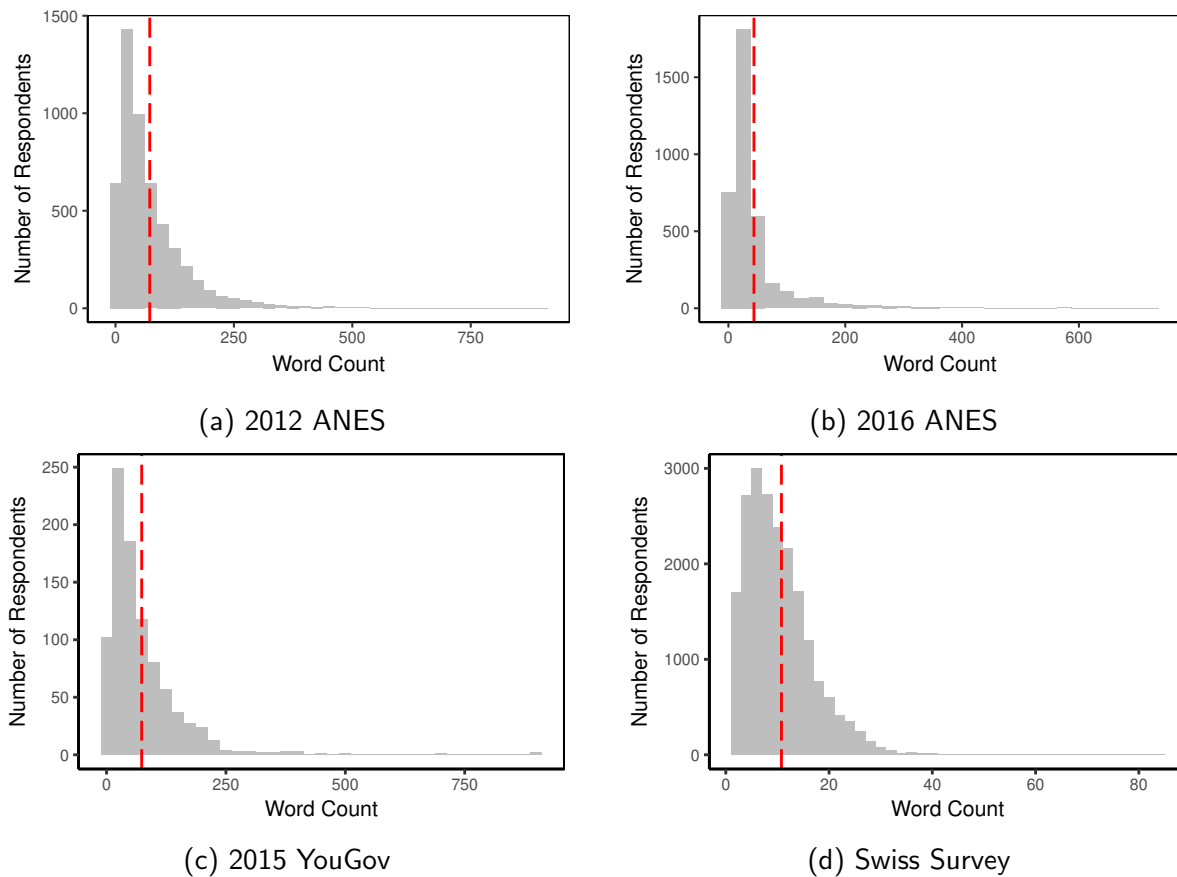 1500
1000
500
0
Number of Respondents
0 250 500 750
Word Count
(a) 2012 ANES
1500
1000
500
0
Number of Respondents
0 200 400 600
Word Count
(b) 2016 ANES
250
200
150
100
50
0
Number of Respondents
0 250 500 750
Word Count
(c) 2015 YouGov
3000
2000
1000
0
Number of Respondents
0 20 40 60 80
Word Count
(d) Swiss Survey